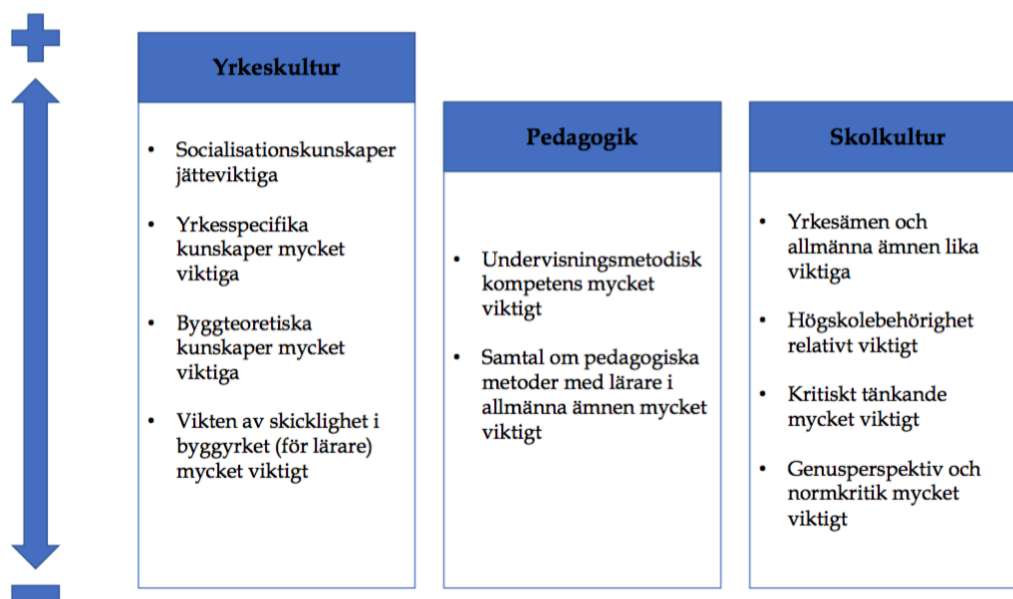 Yrkeskultur
• Socialisationskunskaper
jätteviktiga
• Yrkesspecifika
kunskaper mycket
viktiga
• Byggteoretiska
kunskaper mycket
viktiga
• Vikten av skicklighet i
byggyrket (för lärare)
mycket viktigt
Pedagogik
• Undervisningsmetodisk
kompetens mycket
viktigt
• Samtal om pedagogiska
metoder med lärare i
allmänna ämnen mycket
viktigt
Skolkultur
• Yrkesämen och
allmänna ämnen lika
viktiga
• Högskolebehörighet
relativt viktigt
• Kritiskt tänkande
mycket viktigt
• Genusperspektiv och
normkritik mycket
viktigt